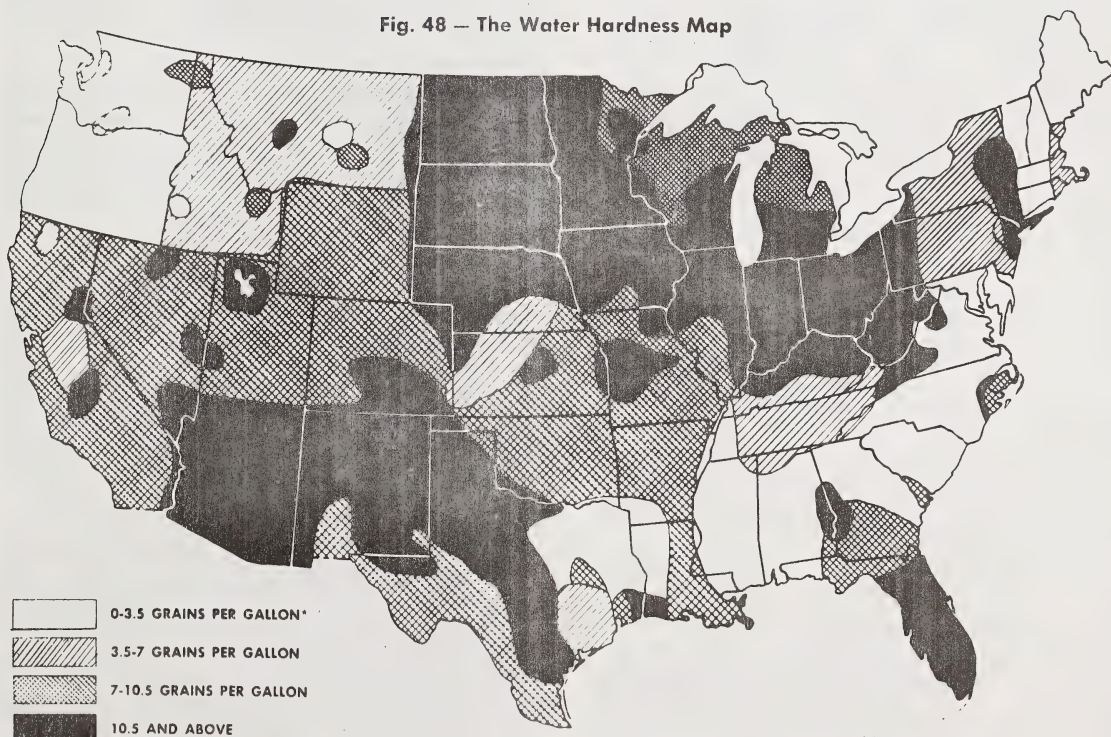 Fig. 48 — The Water Hardness Map
0-3.5 GRAINS PER GALLON*
3.5-7 GRAINS PER GALLON
7-10.5 GRAINS PER GALLON
10.5 AND ABOVE